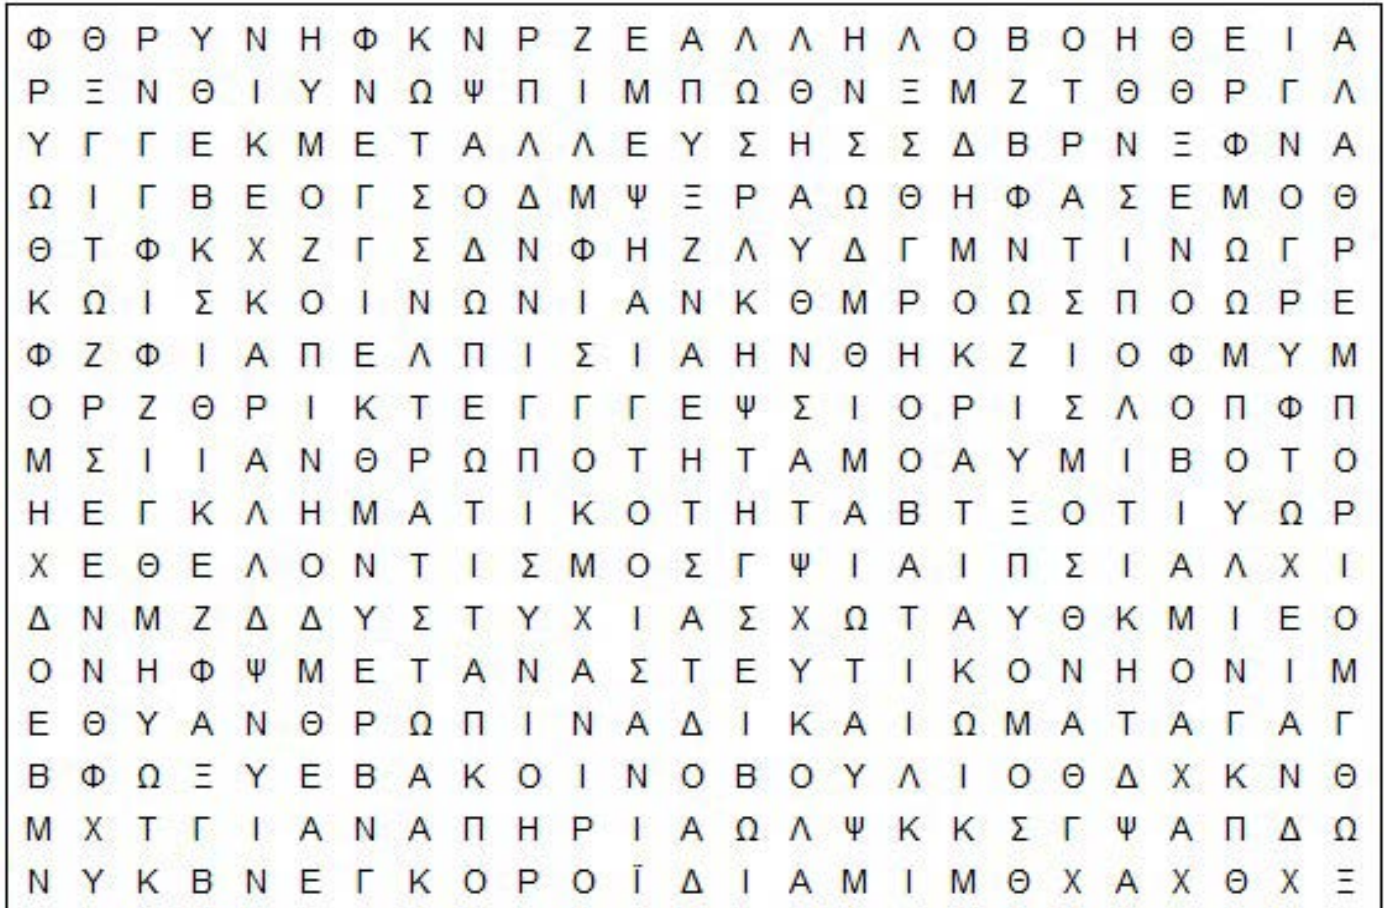 Φ Θ Ρ Υ Ν Η Φ Κ Ν Ρ Ζ Ε Α Λ Λ Η Λ Ο Β Ο Η Θ Ε Ι Α
Ρ Ξ Ν Θ Ι Υ Ν Ω Ψ Π Ι Μ Π Ω Θ Ν Ξ Μ Ζ Τ Θ Θ Ρ Γ Λ
Υ Γ Γ Ε Κ Μ Ε Τ Α Λ Λ Ε Υ Σ Η Σ Σ Δ Β Ρ Ν Ξ Φ Ν Α
Ω Ι Γ Β Ε Ο Γ Σ Ο Δ Μ Ψ Ξ Ρ Α Ω Θ Η Φ Α Σ Ε Μ Ο Θ
Θ Τ Φ Κ Χ Ζ Γ Σ Δ Ν Φ Η Ζ Λ Υ Δ Γ Μ Ν Τ Ι Ν Ω Γ Ρ
Κ Ω Ι Σ Κ Ο Ι Ν Ω Ν Ι Α Ν Κ Θ Μ Ρ Ο Ω Σ Π Ο Ω Ρ Ε
Φ Ζ Φ Ι Α Π Ε Λ Π Ι Σ Ι Α Η Ν Θ Η Κ Ζ Ι Ο Φ Μ Υ Μ
Ο Ρ Ζ Θ Ρ Ι Κ Τ Ε Γ Γ Γ Ε Ψ Σ Ι Ο Ρ Ι Σ Λ Ο Π Φ Π
Μ Σ Ι Ι Α Ν Θ Ρ Ω Π Ο Τ Η Τ Α Μ Ο Α Υ Μ Ι Β Ο Τ Ο
Η Ε Γ Κ Λ Η Μ Α Τ Ι Κ Ο Τ Η Τ Α Β Τ Ξ Ο Τ Ι Υ Ω Ρ
Χ Ε Θ Ε Λ Ο Ν Τ Ι Σ Μ Ο Σ Γ Ψ Ι Α Ι Π Σ Ι Α Λ Χ Ι
Δ Ν Μ Ζ Δ Δ Υ Σ Τ Υ Χ Ι Α Σ Χ Ω Τ Α Υ Θ Κ Μ Ι Ε Ο
Ο Ν Η Φ Ψ Μ Ε Τ Α Ν Α Σ Τ Ε Υ Τ Ι Κ Ο Ν Η Ο Ν Ι Μ
Ε Θ Υ Α Ν Θ Ρ Ω Π Ι Ν Α Δ Ι Κ Α Ι Ω Μ Α Τ Α Γ Α Γ
Β Φ Ω Ξ Υ Ε Β Α Κ Ο Ι Ν Ο Β Ο Υ Λ Ι Ο Θ Δ Χ Κ Ν Θ
Μ Χ Τ Γ Ι Α Ν Α Π Η Ρ Ι Α Ω Λ Ψ Κ Κ Σ Γ Ψ Α Π Δ Ω
Ν Υ Κ Β Ν Ε Γ Κ Ο Ρ Ο Ϊ Δ Ι Α Μ Ι Μ Θ Χ Α Χ Θ Χ Ξ